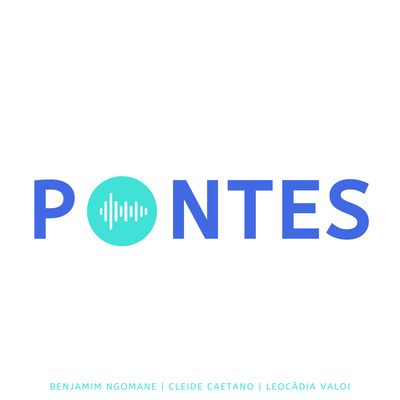 PONTES
BENJAMIM NGOMANE | CLEIDE CAETANO | LEOCÁDIA VALOI